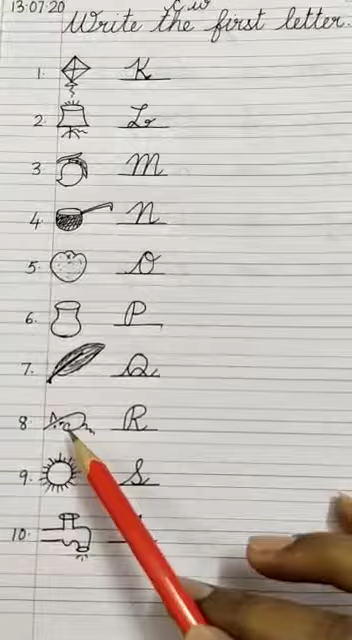 13·07·20
C.W
Write the first letter.
1. K
2. L
3. M
4. N
5. O
6. P
7. Q
8. R
9. S
10.